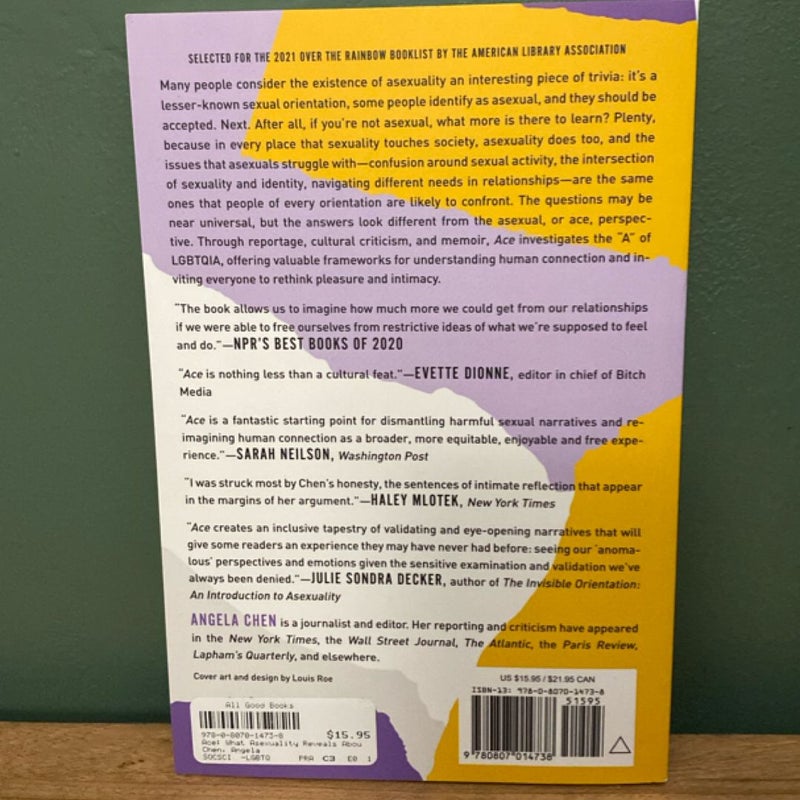 SELECTED FOR THE 2021 OVER THE RAINBOW BOOKLIST BY THE AMERICAN LIBRARY ASSOCIATION
Many people consider the existence of asexuality an interesting piece of trivia: it's a
lesser-known sexual orientation, some people identify as asexual, and they should be
accepted. Next. After all, if you're not asexual, what more is there to learn? Plenty,
because in every place that sexuality touches society, asexuality does too, and the
issues that asexuals struggle with—confusion around sexual activity, the intersection
of sexuality and identity, navigating different needs in relationships—are the same
ones that people of every orientation are likely to confront. The questions may be
near universal, but the answers look different from the asexual, or ace, perspec-
tive. Through reportage, cultural criticism, and memoir, Ace investigates the "A" of
LGBTQIA, offering valuable frameworks for understanding human connection and in-
viting everyone to rethink pleasure and intimacy.
"The book allows us to imagine how much more we could get from our relationships
if we were able to free ourselves from restrictive ideas of what we're supposed to feel
and do."—NPR'S BEST BOOKS OF 2020
"Ace is nothing less than a cultural feat."—EVETTE DIONNE, editor in chief of Bitch
Media
"Ace is a fantastic starting point for dismantling harmful sexual narratives and re-
imagining human connection as a broader, more equitable, enjoyable and free expe-
rience."—SARAH NEILSON, Washington Post
"I was struck most by Chen's honesty, the sentences of intimate reflection that appear
in the margins of her argument."—HALEY MLOTEK, New York Times
"Ace creates an inclusive tapestry of validating and eye-opening narratives that will
give some readers an experience they may have never had before: seeing our 'anoma-
lous' perspectives and emotions given the sensitive examination and validation we've
always been denied."—JULIE SONDRA DECKER, author of The Invisible Orientation:
An Introduction to Asexuality
ANGELA CHEN is a journalist and editor. Her reporting and criticism have appeared
in the New York Times, the Wall Street Journal, The Atlantic, the Paris Review,
Lapham's Quarterly, and elsewhere.
Cover art and design by Louis Roe
All Good Books
978-0-8070-1473-8 $15.95
Ace: What Asexuality Reveals Abou
Chen, Angela
SOCSCI -LGBTQ PRA C3 E0 1
US $15.95 / $21.95 CAN
ISBN-13: 978-0-8070-1473-8
51595
9 780807 014738